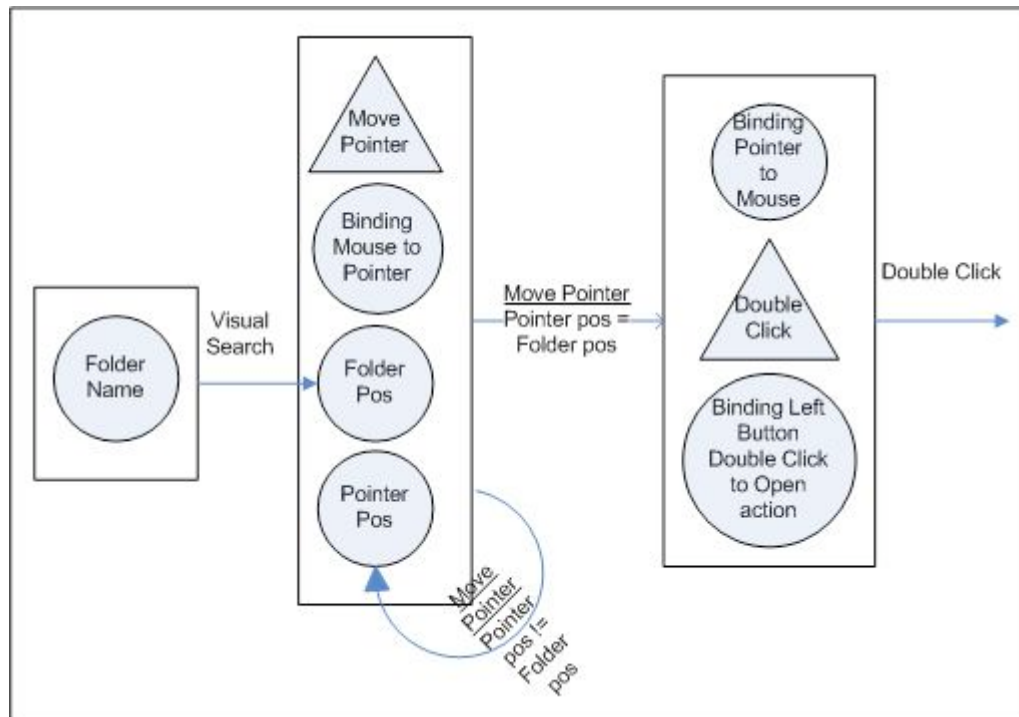 Folder
Name
Visual
Search
Move
Pointer
Binding
Mouse to
Pointer
Folder
Pos
Pointer
Pos
Move
Pointer
Pointer
pos !=
Folder
pos
Move Pointer
Pointer pos =
Folder pos
Binding
Pointer
to
Mouse
Double
Click
Binding Left
Button
Double Click
to Open
action
Double Click